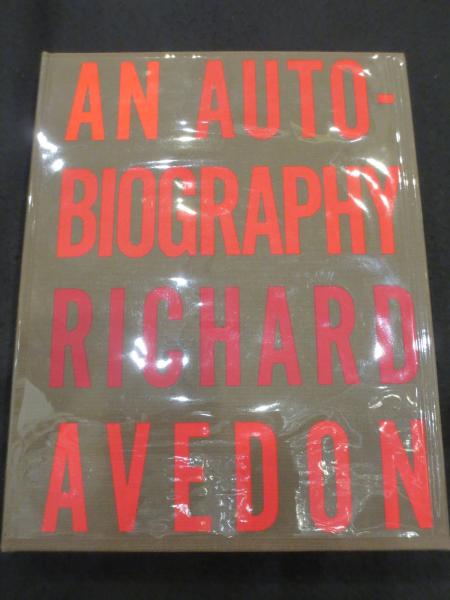 AN AUTO-
BIOGRAPHY
RICHARD
AVEDON